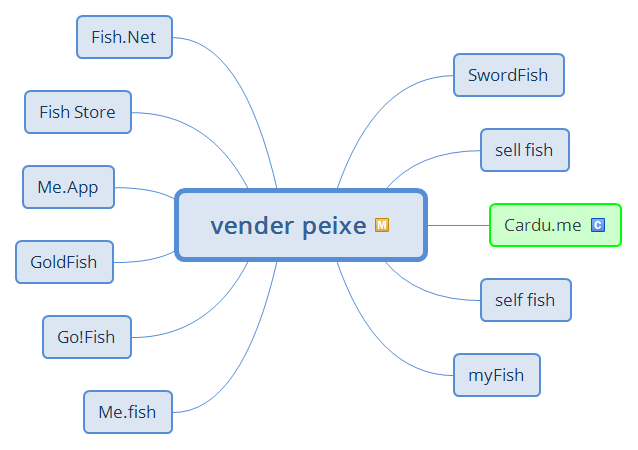 Fish.Net
Fish Store
Me.App
GoldFish
Go!Fish
Me.fish
vender peixe M
SwordFish
sell fish
Cardu.me C
self fish
myFish